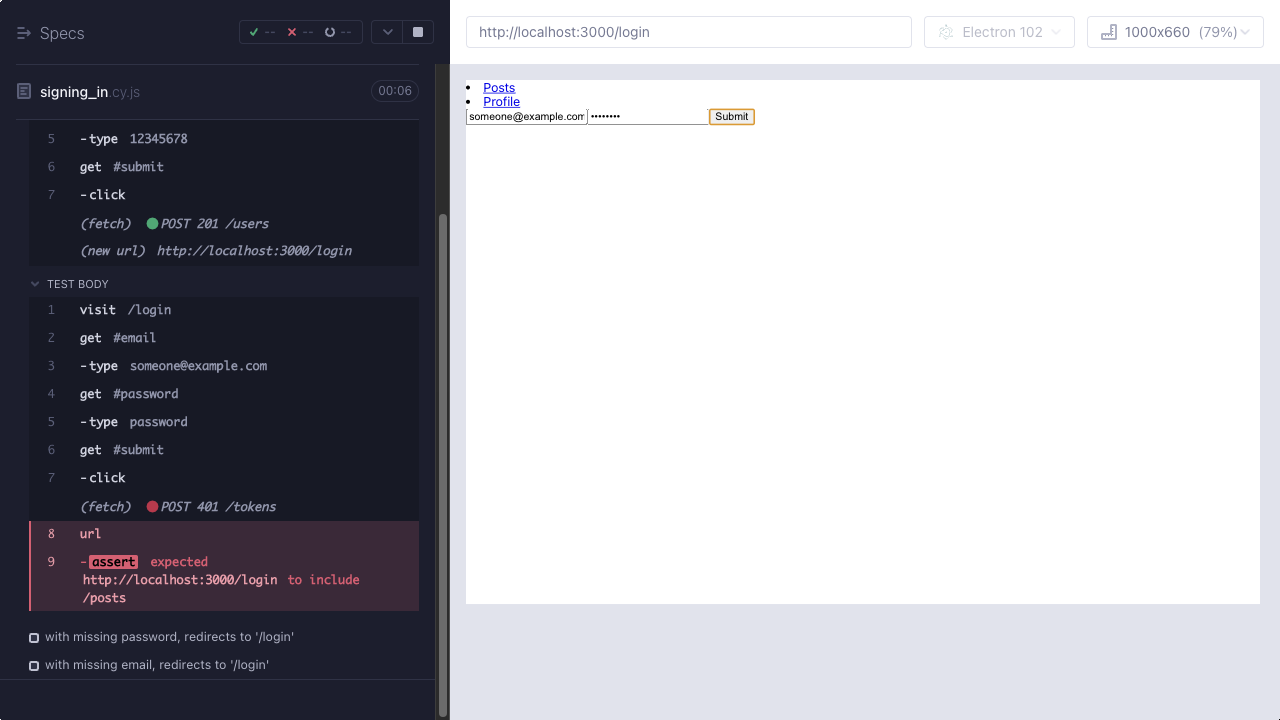 Specs
-- -- --
signing_in.cy.js 00:06
5 -type 12345678
6 get #submit
7 -click
(fetch) POST 201 /users
(new url) http://localhost:3000/login
TEST BODY
1 visit /login
2 get #email
3 -type someone@example.com
4 get #password
5 -type password
6 get #submit
7 -click
(fetch) POST 401 /tokens
8 url
9 -assert expected
http://localhost:3000/login to include
/posts
with missing password, redirects to '/login'
with missing email, redirects to '/login'
http://localhost:3000/login Electron 102 1000x660 (79%)
Posts
Profile
someone@example.com •••••••• Submit